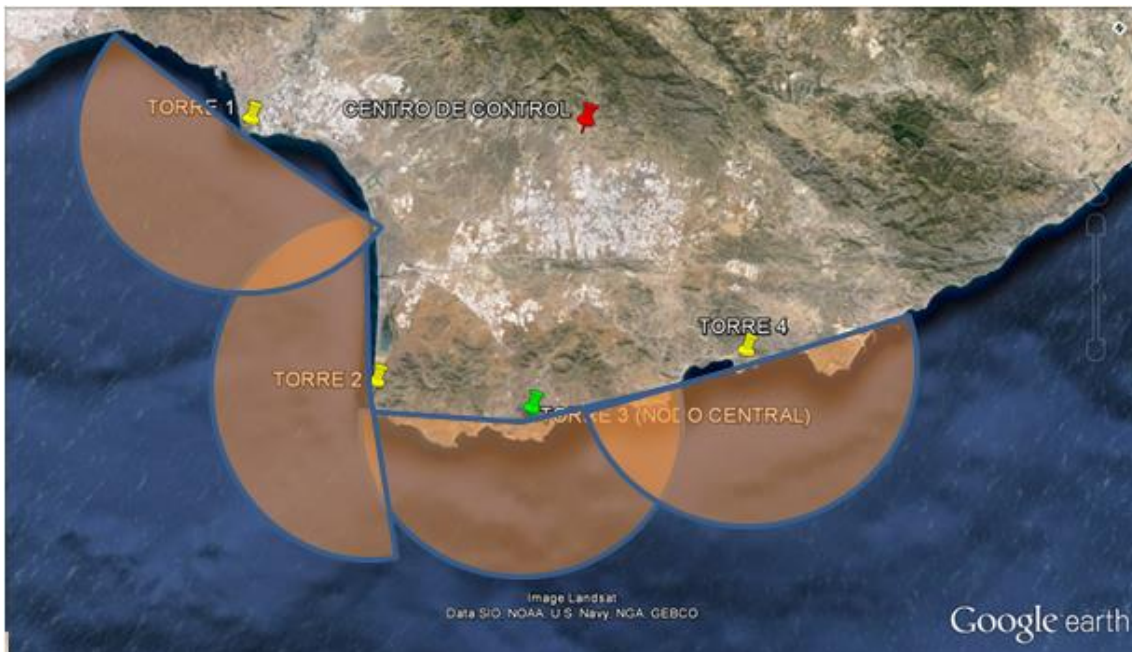 TORRE 1
CENTRO DE CONTROL
TORRE 4
TORRE 2
TORRE 3 (NODO CENTRAL)
Image Landsat
Data SIO, NOAA, U.S. Navy, NGA, GEBCO
Google earth